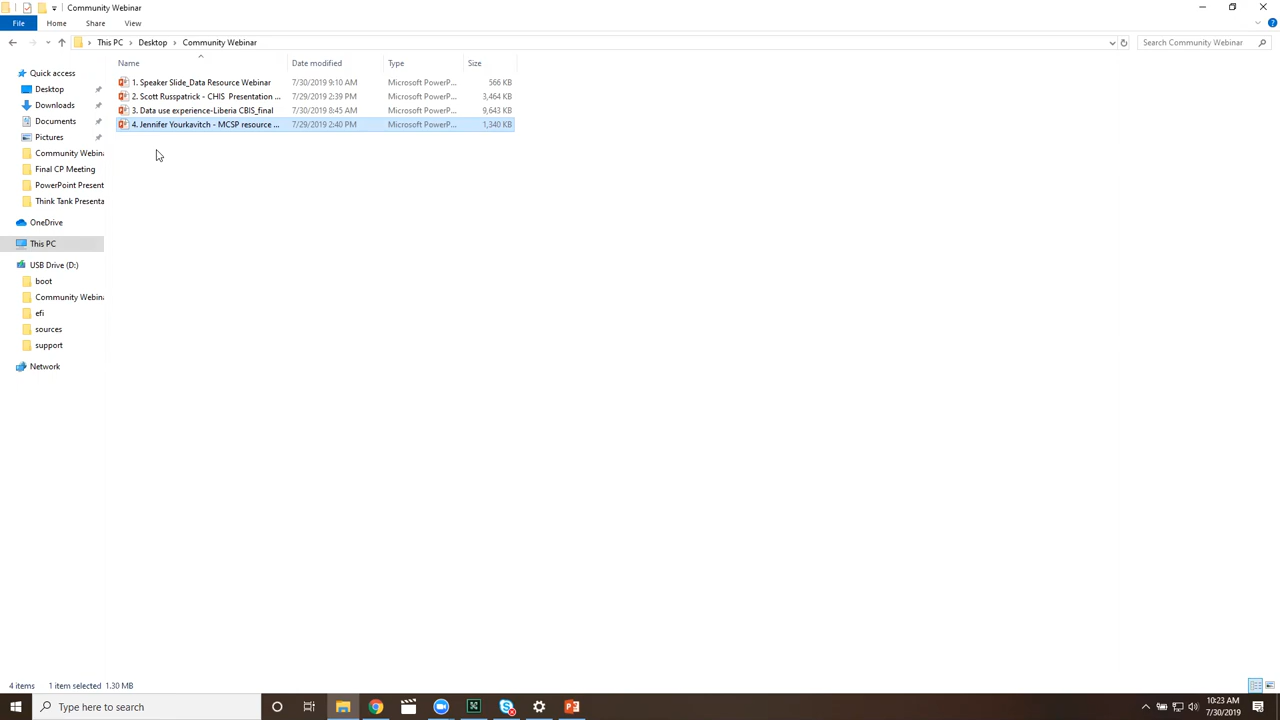 Community Webinar
File Home Share View
This PC Desktop Community Webinar Search Community Webinar
Name Date modified Type Size
Quick access
Desktop
Downloads
Documents
Pictures
Community Webina
Final CP Meeting
PowerPoint Present
Think Tank Presenta
OneDrive
This PC
USB Drive (D:)
boot
Community Webina
efi
sources
support
Network
1. Speaker Slide_Data Resource Webinar 7/30/2019 9:10 AM Microsoft PowerP... 566 KB
2. Scott Russpatrick - CHIS Presentation ... 7/29/2019 2:39 PM Microsoft PowerP... 3,464 KB
3. Data use experience-Liberia CBIS_final 7/30/2019 8:45 AM Microsoft PowerP... 9,643 KB
4. Jennifer Yourkavitch - MCSP resource ... 7/29/2019 2:40 PM Microsoft PowerP... 1,340 KB
4 items 1 item selected 1.30 MB
Type here to search
10:23 AM
7/30/2019